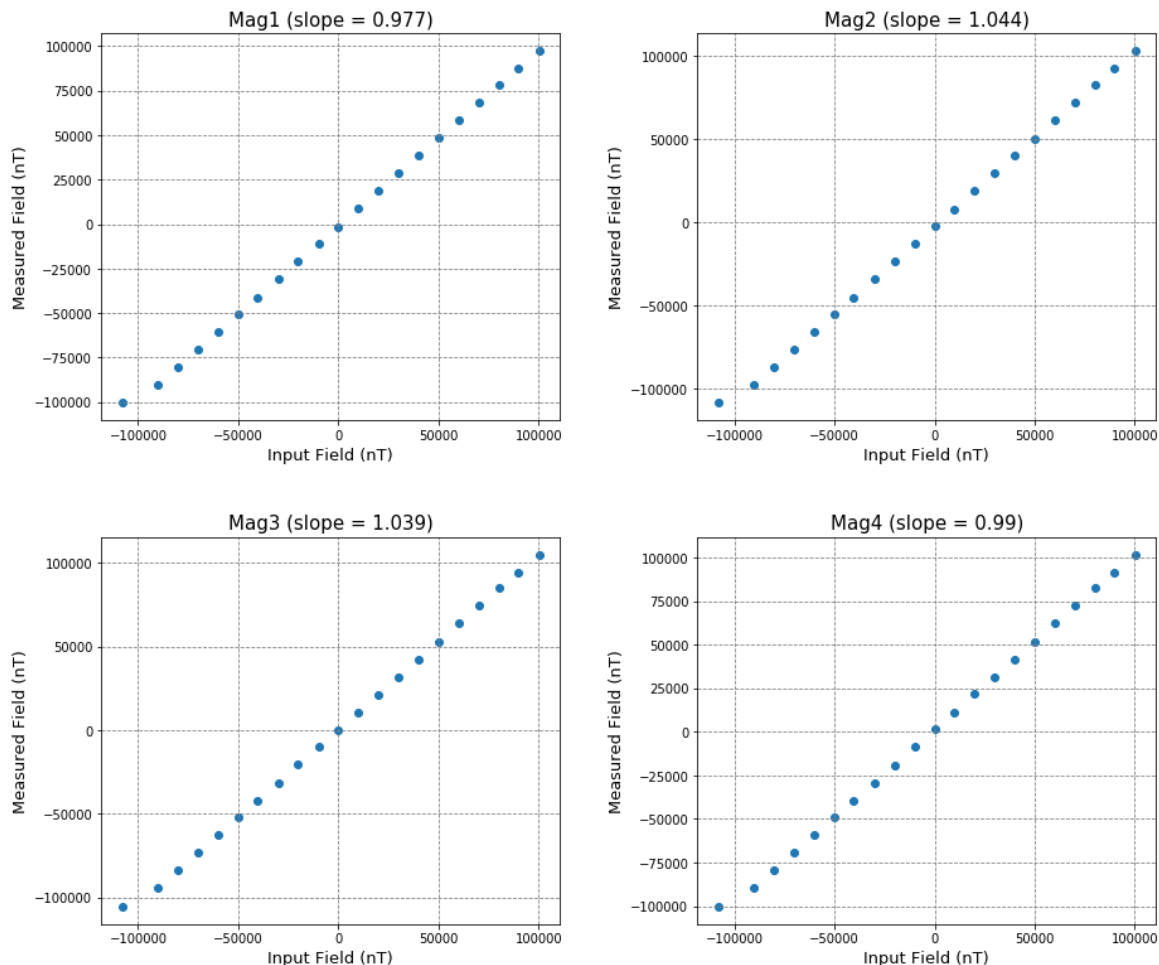 Mag1 (slope = 0.977)
100000
75000
50000
25000
0
−25000
−50000
−75000
−100000
Measured Field (nT)
−100000 −50000 0 50000 100000
Input Field (nT)
Mag2 (slope = 1.044)
100000
50000
0
−50000
−100000
Measured Field (nT)
−100000 −50000 0 50000 100000
Input Field (nT)
Mag3 (slope = 1.039)
100000
50000
0
−50000
−100000
Measured Field (nT)
−100000 −50000 0 50000 100000
Input Field (nT)
Mag4 (slope = 0.99)
100000
75000
50000
25000
0
−25000
−50000
−75000
−100000
Measured Field (nT)
−100000 −50000 0 50000 100000
Input Field (nT)